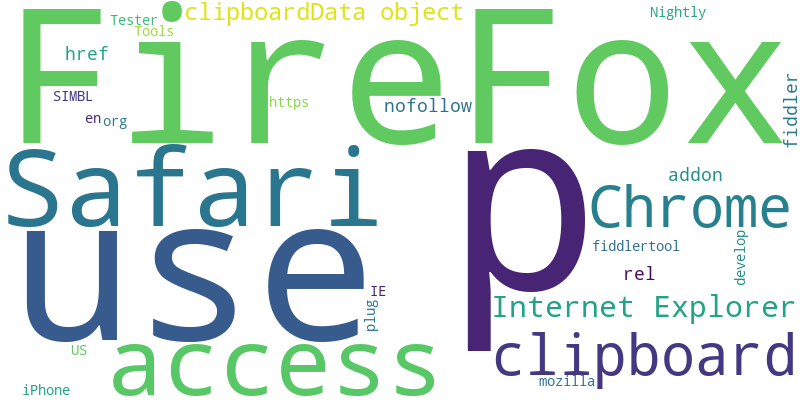 FireFox
clipboardData object
Nightly
Tester
Tools
href
SIMBL
https
nofollow
en
org
fiddler
Safari
p
addon
Chrome
use
fiddlertool
develop
rel
IE
Internet Explorer
plug
US
access
clipboard
mozilla
iPhone